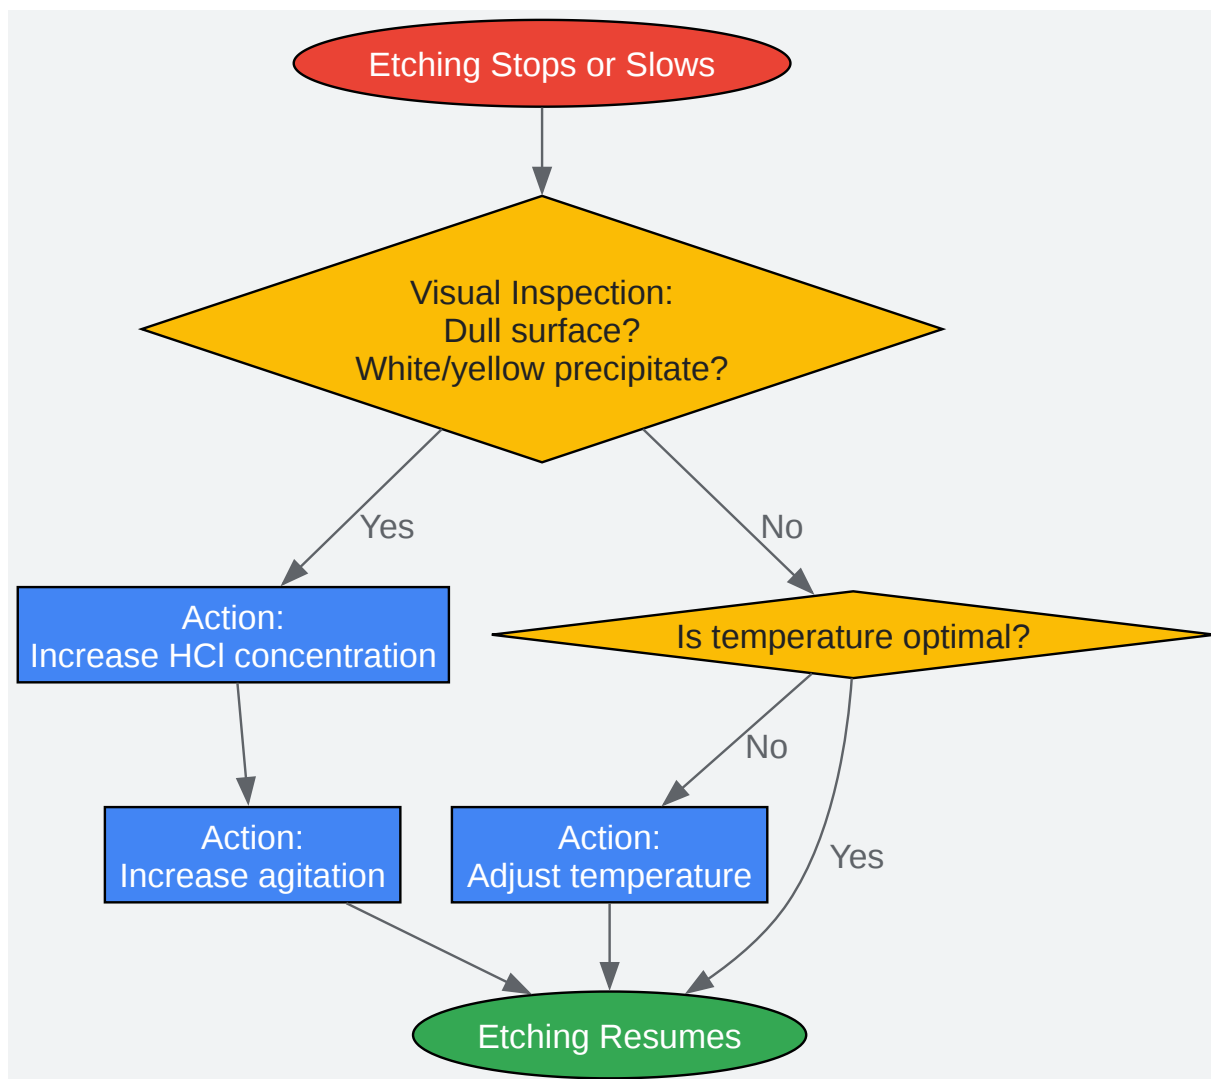 Etching Stops or Slows
Visual Inspection:
Dull surface?
White/yellow precipitate?
Yes
No
Action:
Increase HCl concentration
Is temperature optimal?
No
Action:
Increase agitation
Action:
Adjust temperature
Yes
Etching Resumes